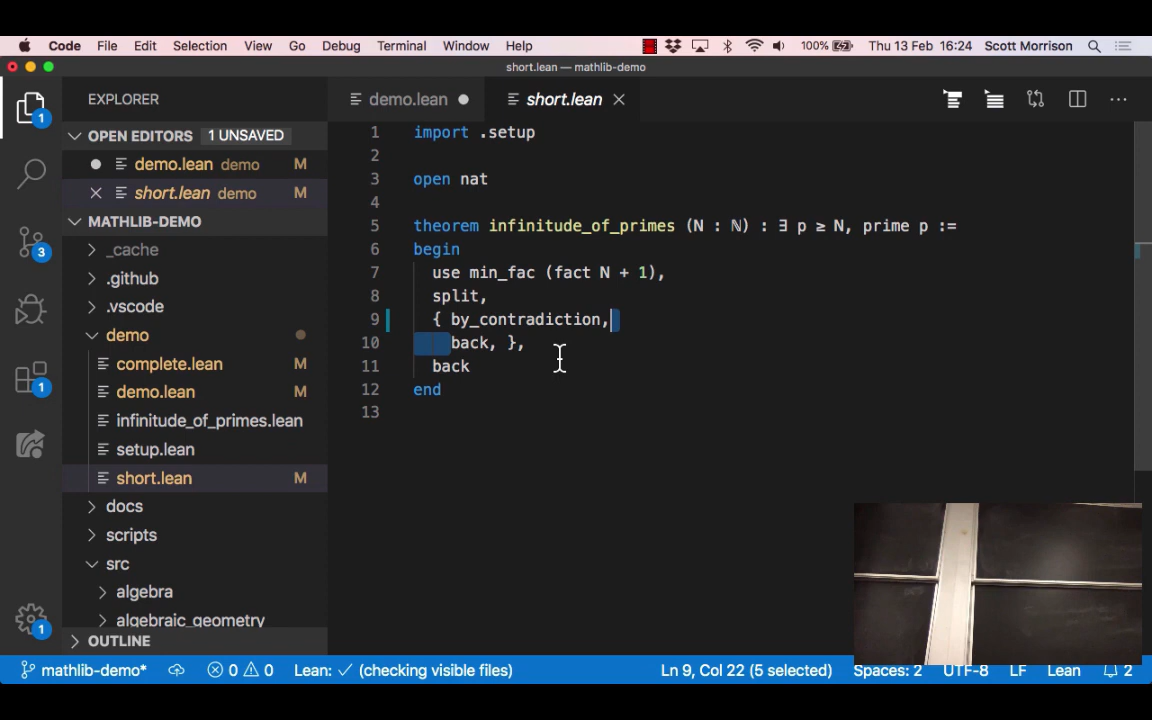 Code File Edit Selection View Go Debug Terminal Window Help 100% Thu 13 Feb 16:24 Scott Morrison
short.lean — mathlib-demo
EXPLORER
OPEN EDITORS 1 UNSAVED
demo.lean demo M
short.lean demo M
MATHLIB-DEMO
_cache
.github
.vscode
demo
complete.lean M
demo.lean M
infinitude_of_primes.lean
setup.lean
short.lean M
docs
scripts
src
algebra
algebraic_geometry
OUTLINE
1
3
1
1
demo.lean
short.lean
1 import .setup
2
3 open nat
4
5 theorem infinitude_of_primes (N : ℕ) : ∃ p ≥ N, prime p :=
6 begin
7 use min_fac (fact N + 1),
8 split,
9 { by_contradiction,
10 back, },
11 back
12 end
13
mathlib-demo* 0 0 Lean: ✓ (checking visible files) Ln 9, Col 22 (5 selected) Spaces: 2 UTF-8 LF Lean 2